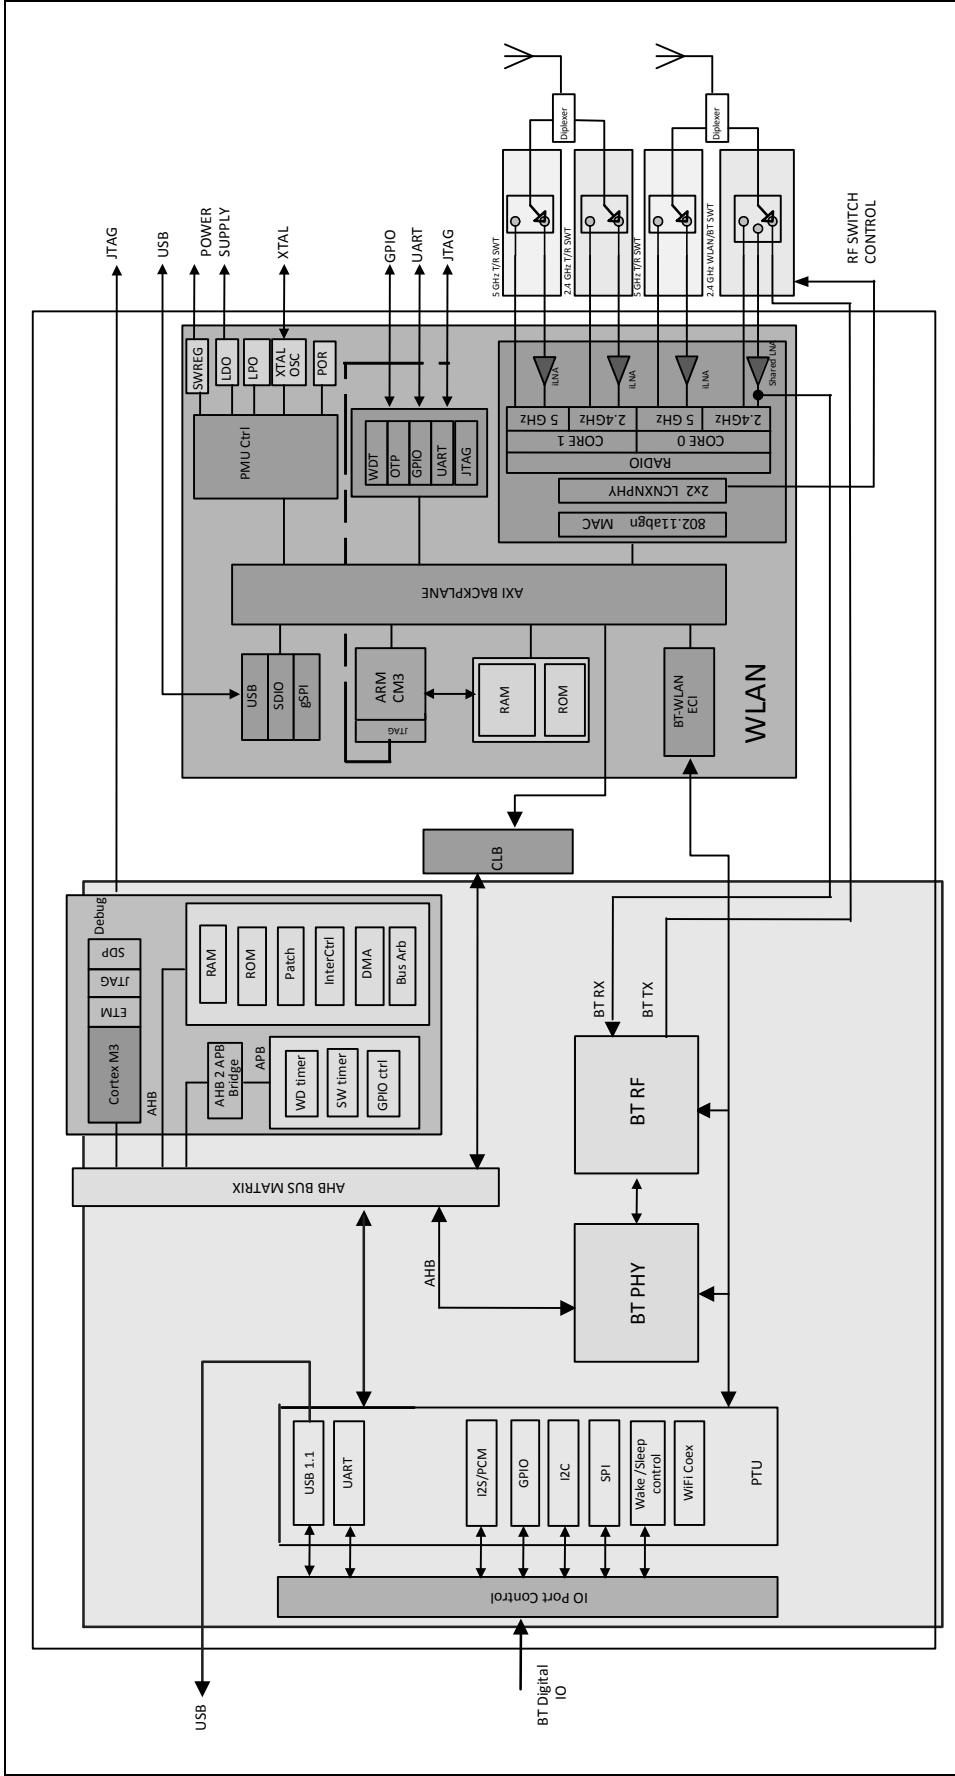 JTAG
USB
POWER
SUPPLY
XTAL
GPIO
UART
JTAG
Diplexer
Diplexer
5 GHz T/R SWT
2.4 GHz T/R SWT
5 GHz T/R SWT
2.4 GHz WLAN/BT SWT
RF SWITCH
CONTROL
SWREG
LDO
LPO
XTAL
OSC
POR
PMU Ctrl
WDT
OTP
GPIO
UART
JTAG
iLNA
iLNA
iLNA
Shared LNA
5 GHz
2.4GHz
5 GHz
2.4GHz
CORE 1
CORE 0
RADIO
2x2 LCNXNPHY
802.11abgn MAC
AXI BACKPLANE
USB
SDIO
gSPI
ARM
CM3
JTAG
RAM
ROM
BT-WLAN
ECI
WLAN
CLB
Debug
SDP
JTAG
ETM
Cortex M3
RAM
ROM
Patch
InterCtrl
DMA
Bus Arb
AHB
AHB 2 APB
Bridge
APB
WD timer
SW timer
GPIO ctrl
AHB BUS MATRIX
BT RX
BT TX
BT RF
AHB
BT PHY
USB 1.1
UART
I2S/PCM
GPIO
I2C
SPI
Wake /Sleep
control
WiFi Coex
PTU
IO Port Control
USB
BT Digital
IO